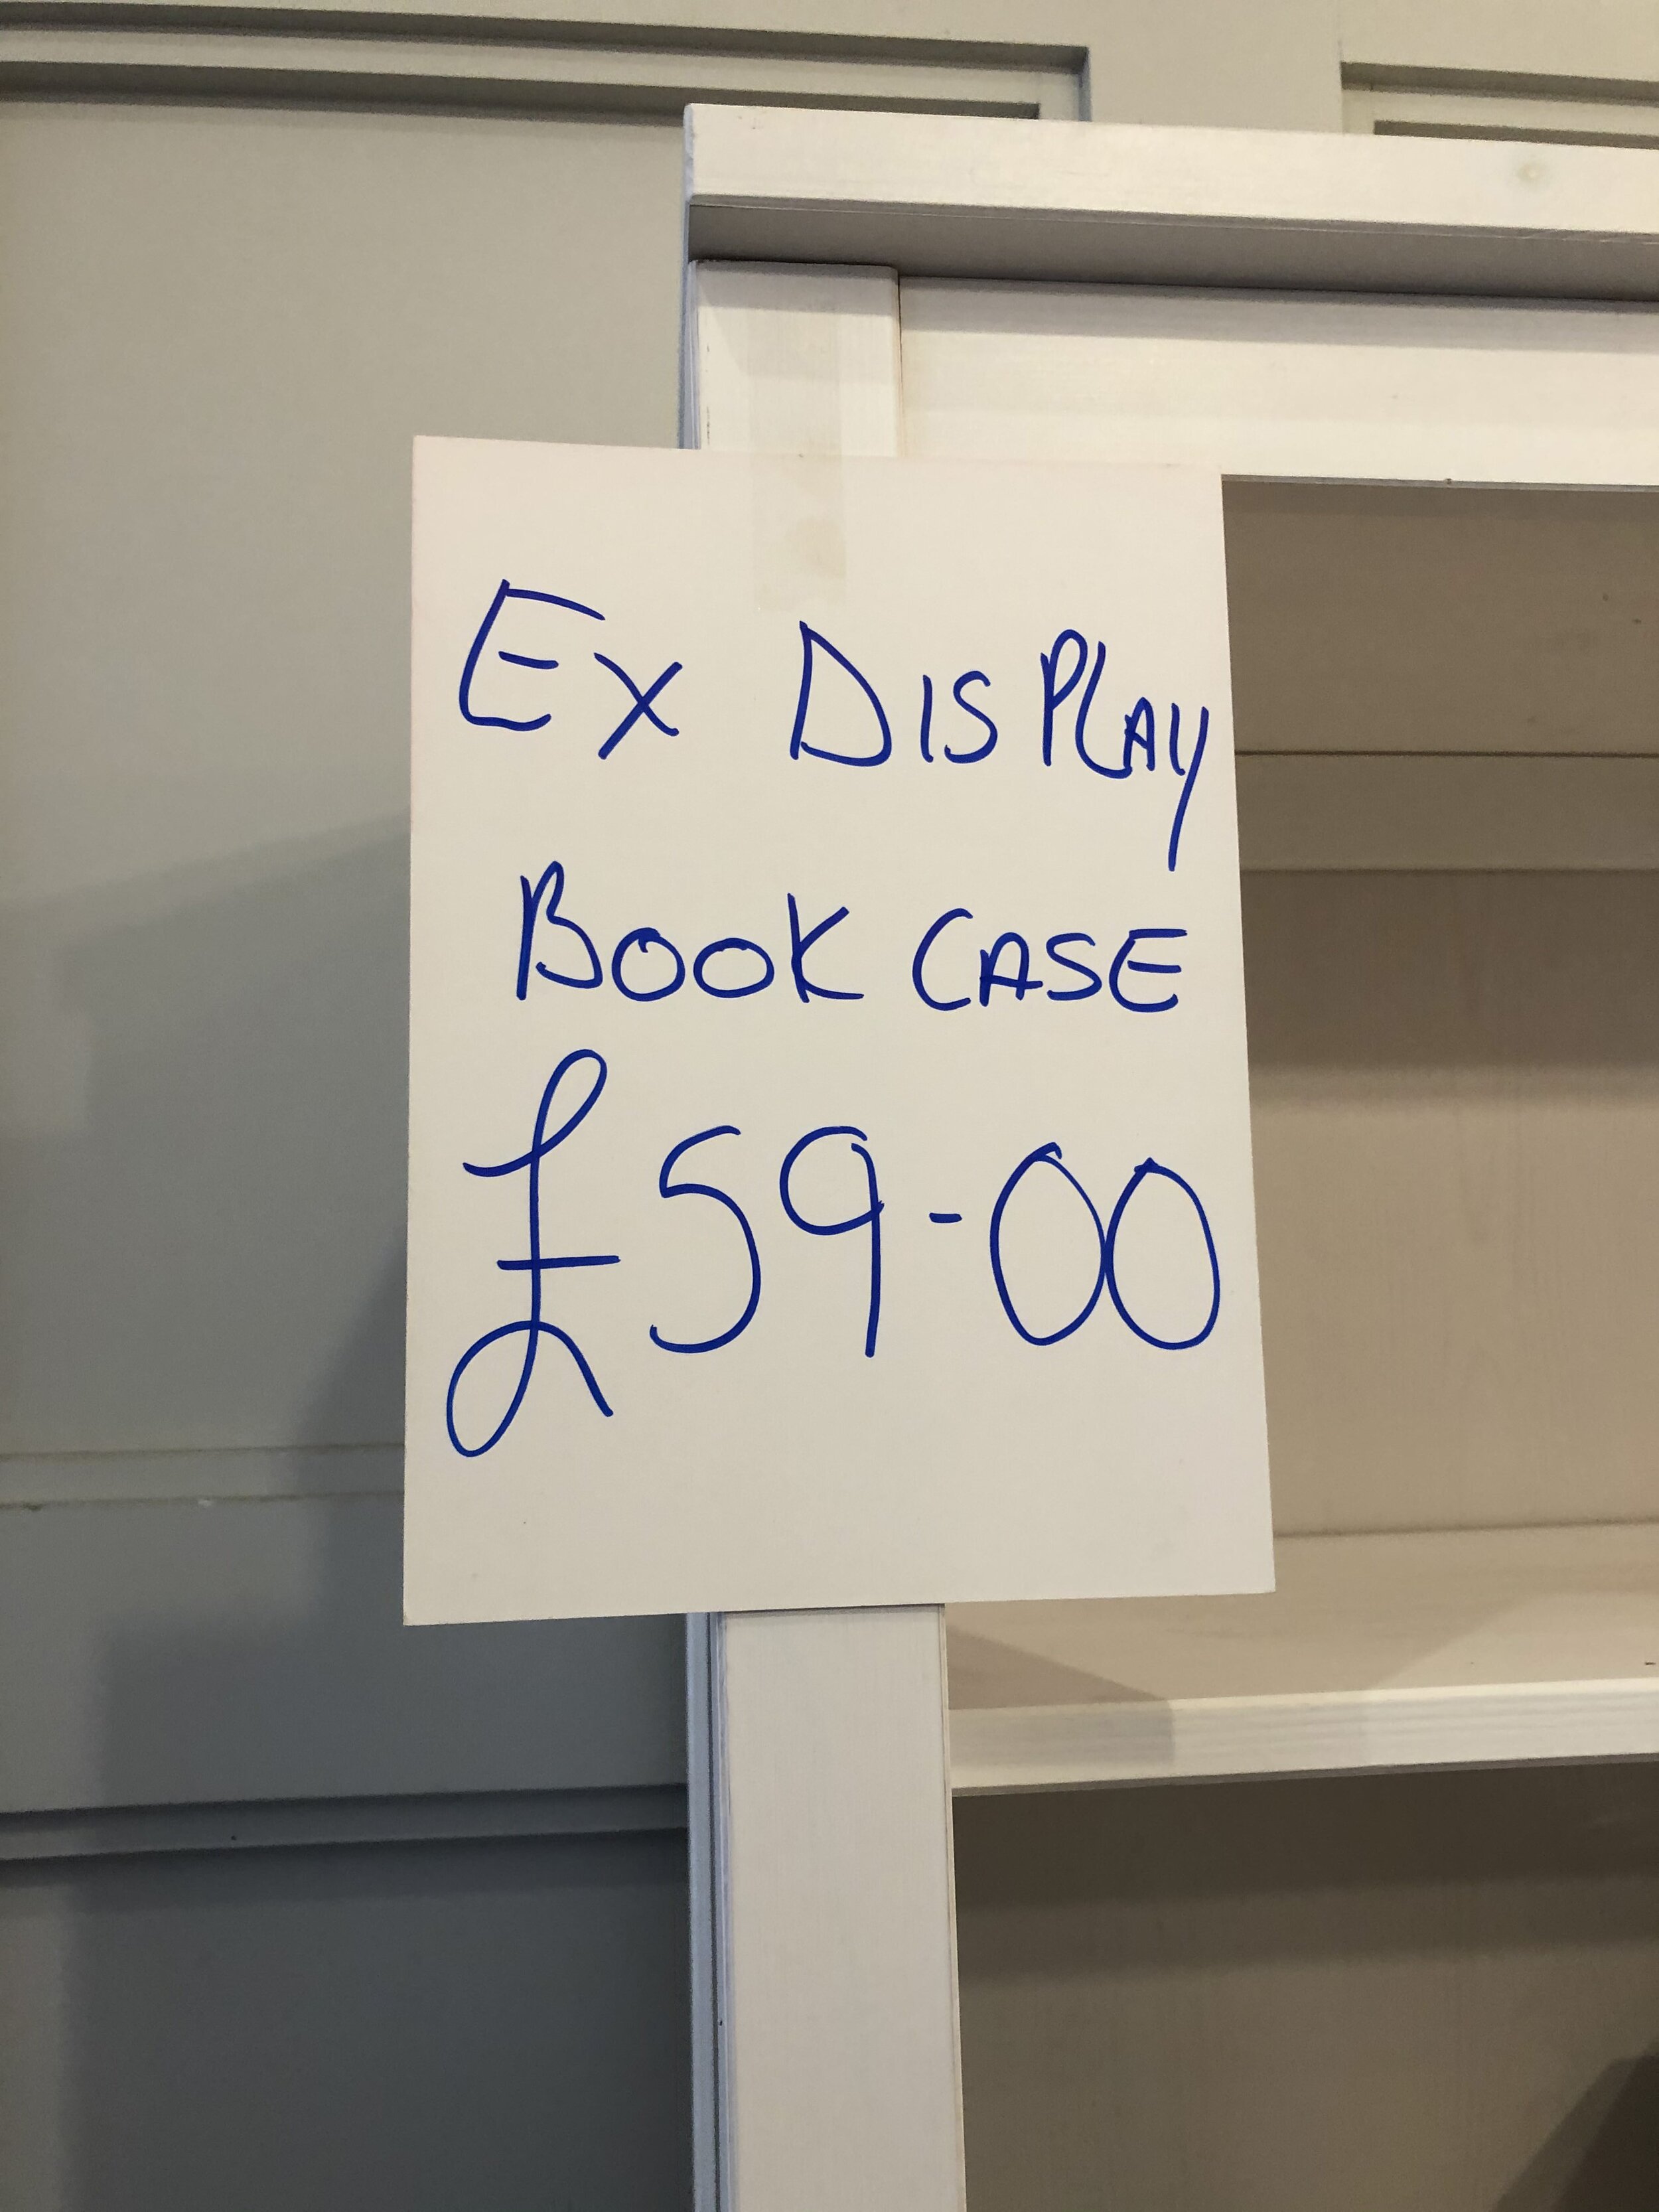 Ex DISPLAY
BOOK CASE
£59-00